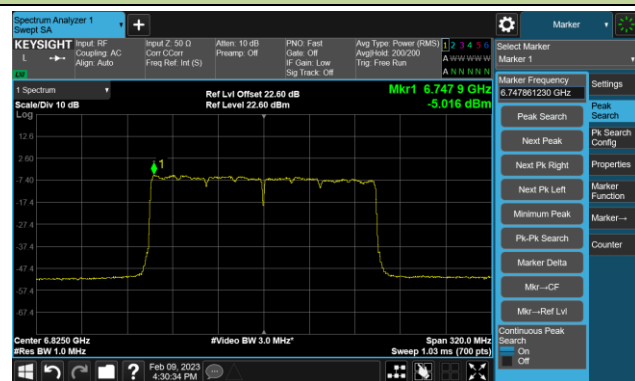 Spectrum Analyzer 1
Swept SA
Marker
KEYSIGHT
L
Input: RF
Coupling: AC
Align: Auto
Input Z: 50 Ω
Corr CCorr
Freq Ref: Int (S)
Atten: 10 dB
Preamp: Off
PNO: Fast
Gate: Off
IF Gain: Low
Sig Track: Off
Avg Type: Power (RMS)
Avg|Hold: 200/200
Trig: Free Run
1 2 3 4 5 6
A W W W W W
A N N N N N
Select Marker
Marker 1
1 Spectrum
Scale/Div 10 dB
Log
Ref Lvl Offset 22.60 dB
Ref Level 22.60 dBm
Mkr1 6.747 9 GHz
-5.016 dBm
12.6
2.60
-7.40
-17.4
-27.4
-37.4
-47.4
-57.4
-67.4
1
Center 6.8250 GHz
#Res BW 1.0 MHz
#Video BW 3.0 MHz*
Span 320.0 MHz
Sweep 1.03 ms (700 pts)
Marker Frequency
6.747861230 GHz
Peak Search
Next Peak
Next Pk Right
Next Pk Left
Minimum Peak
Pk-Pk Search
Marker Delta
Mkr→CF
Mkr→Ref Lvl
Continuous Peak
Search
On
Off
Settings
Peak
Search
Pk Search
Config
Properties
Marker
Function
Marker→
Counter
Feb 09, 2023
4:30:34 PM